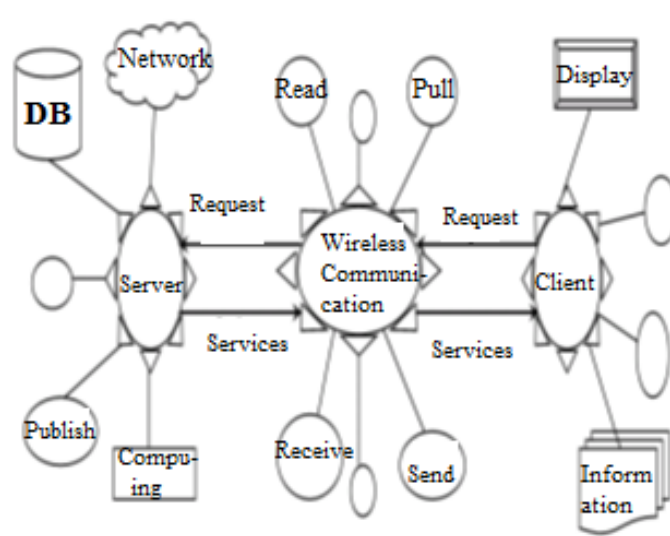 Network
Display
DB
Read
Pull
Request
Request
Wireless
Communi-
cation
Server
Client
Services
Services
Publish
Compu-
ing
Receive
Send
Inform
ation